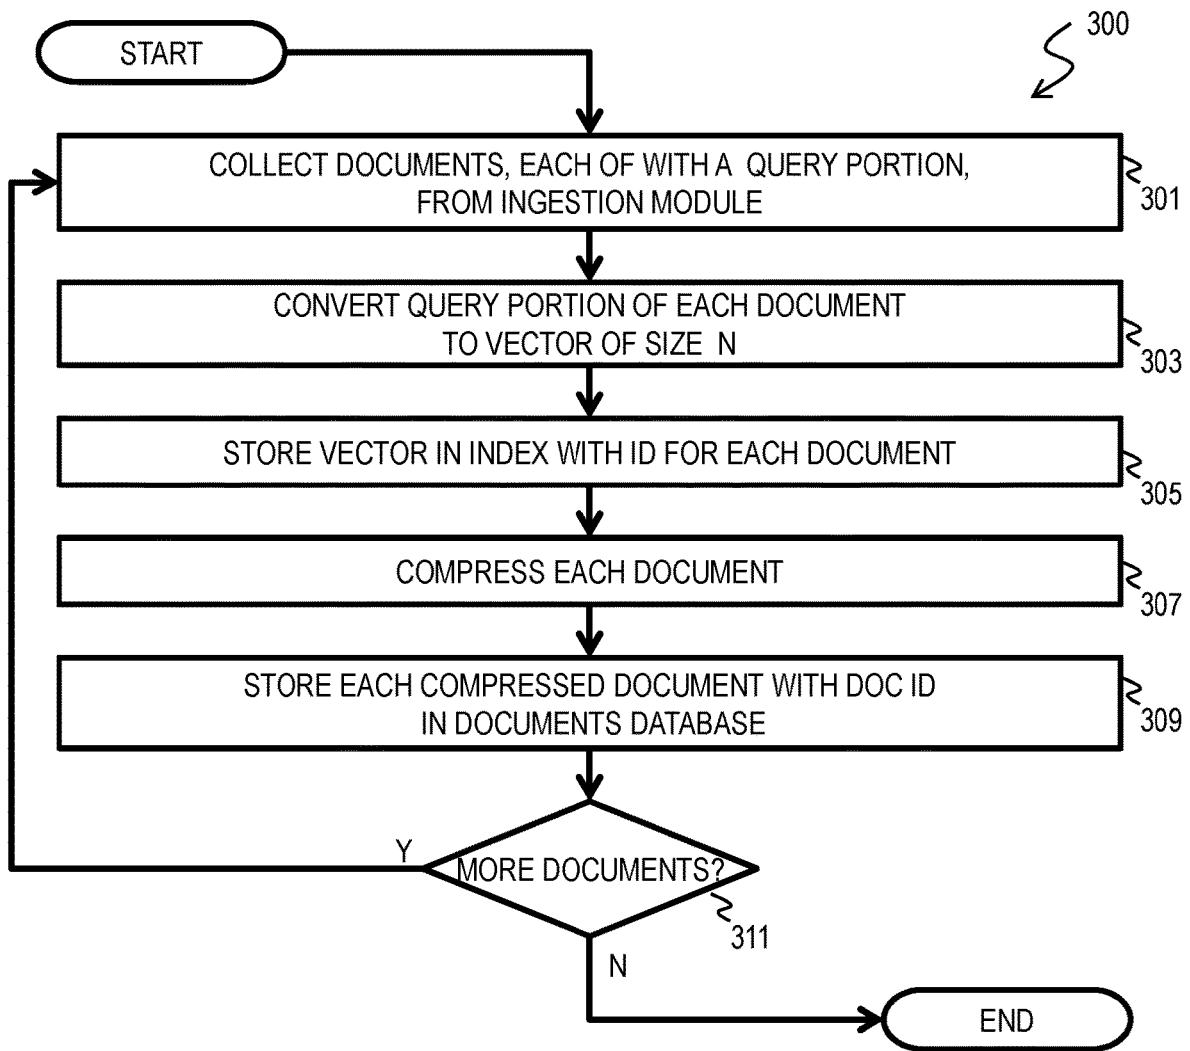 START
300
COLLECT DOCUMENTS, EACH OF WITH A QUERY PORTION,
FROM INGESTION MODULE
301
CONVERT QUERY PORTION OF EACH DOCUMENT
TO VECTOR OF SIZE N
303
STORE VECTOR IN INDEX WITH ID FOR EACH DOCUMENT
305
COMPRESS EACH DOCUMENT
307
STORE EACH COMPRESSED DOCUMENT WITH DOC ID
IN DOCUMENTS DATABASE
309
Y
MORE DOCUMENTS?
311
N
END